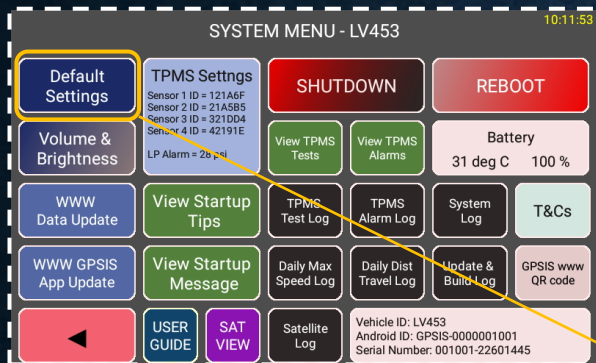 10:11:53
SYSTEM MENU - LV453
Default
Settings
TPMS Settngs
Sensor 1 ID = 121A6F
Sensor 2 ID = 21A5B5
Sensor 3 ID = 321DD4
Sensor 4 ID = 42191E
LP Alarm = 28 psi
SHUTDOWN
REBOOT
Volume &
Brightness
View TPMS
Tests
View TPMS
Alarms
Battery
31 deg C 100 %
WWW
Data Update
View Startup
Tips
TPMS
Test Log
TPMS
Alarm Log
System
Log
T&Cs
WWW GPSIS
App Update
View Startup
Message
Daily Max
Speed Log
Daily Dist
Travel Log
Update &
Build Log
GPSIS www
QR code
USER
GUIDE
SAT
VIEW
Satellite
Log
Vehicle ID: LV453
Android ID: GPSIS-0000001001
Serial Number: 001001-22601445